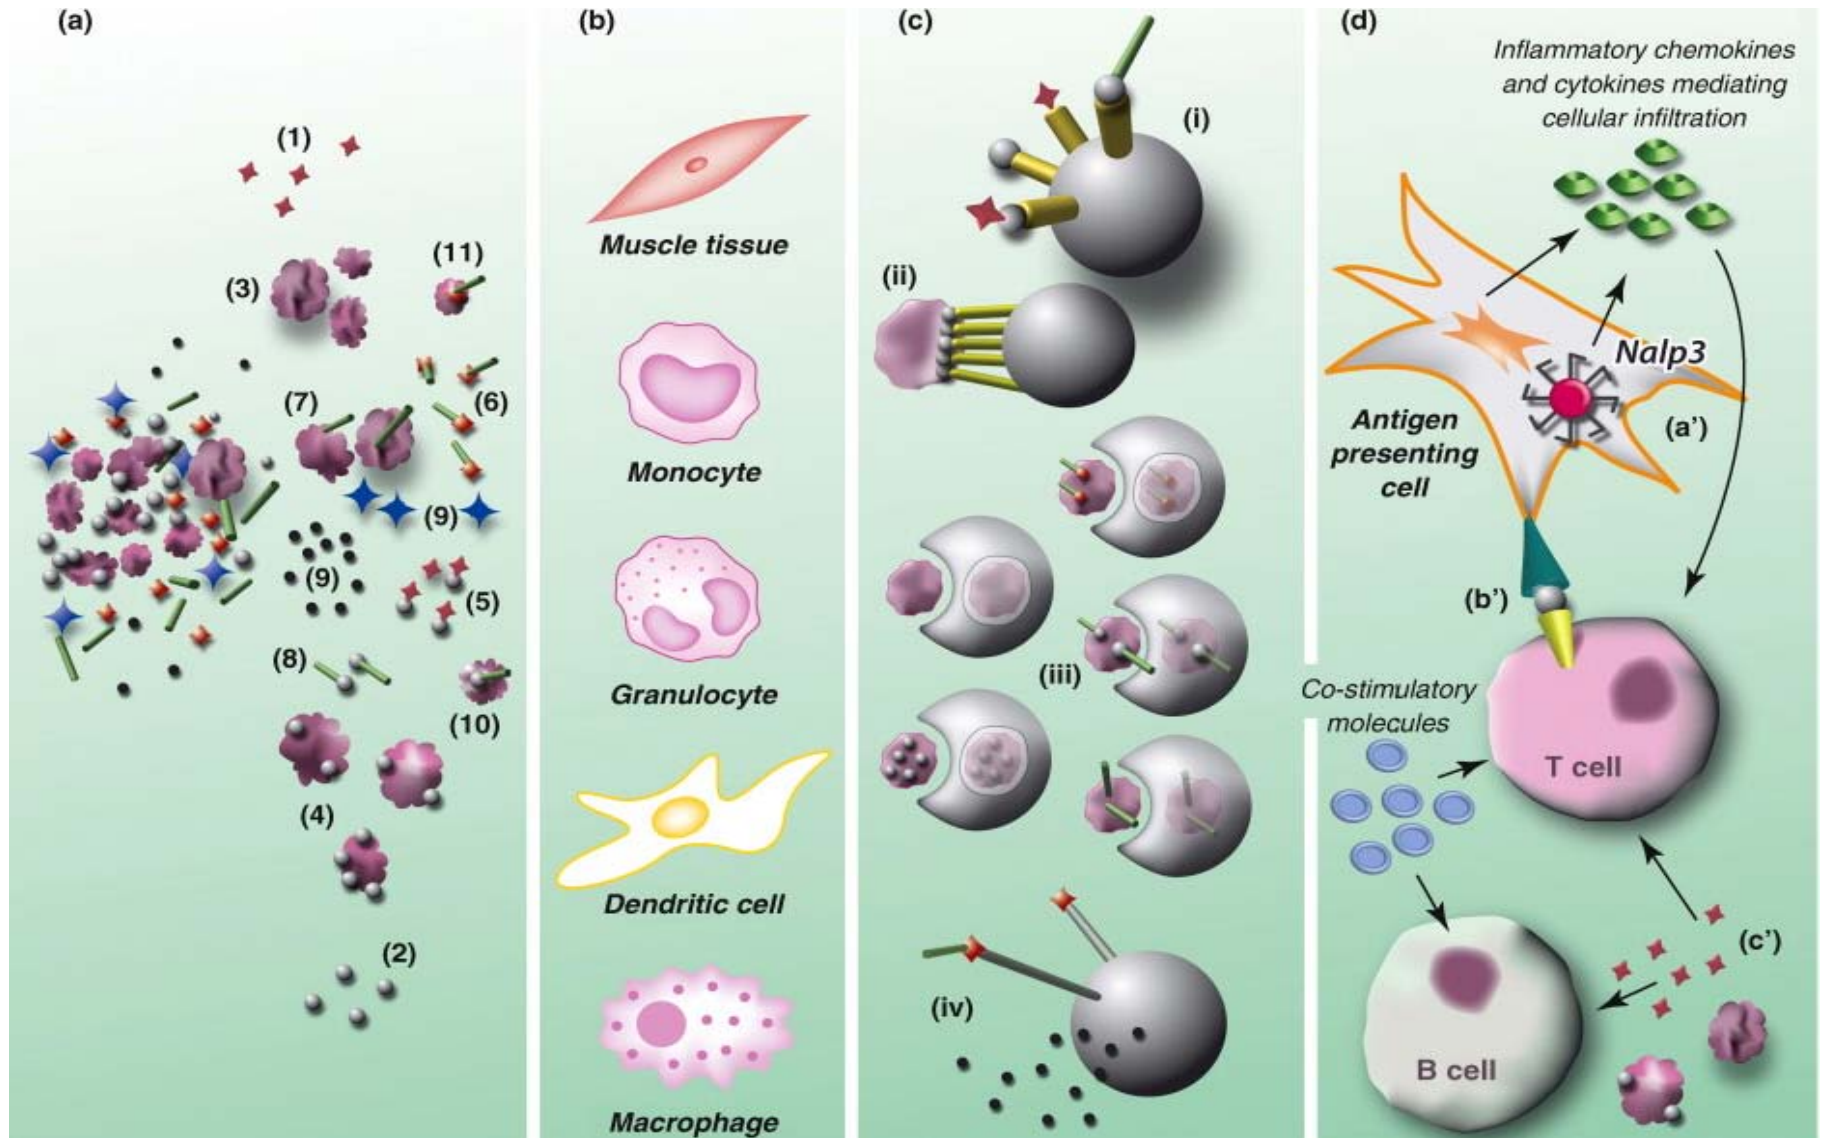 (a)
(1)
(3)
(11)
(7)
(6)
(9)
(9)
(5)
(8)
(10)
(4)
(2)
(b)
Muscle tissue
Monocyte
Granulocyte
Dendritic cell
Macrophage
(c)
(i)
(ii)
(iii)
(iv)
(d)
Inflammatory chemokines
and cytokines mediating
cellular infiltration
Nalp3
(a’)
Antigen
presenting
cell
(b’)
Co-stimulatory
molecules
T cell
(c’)
B cell